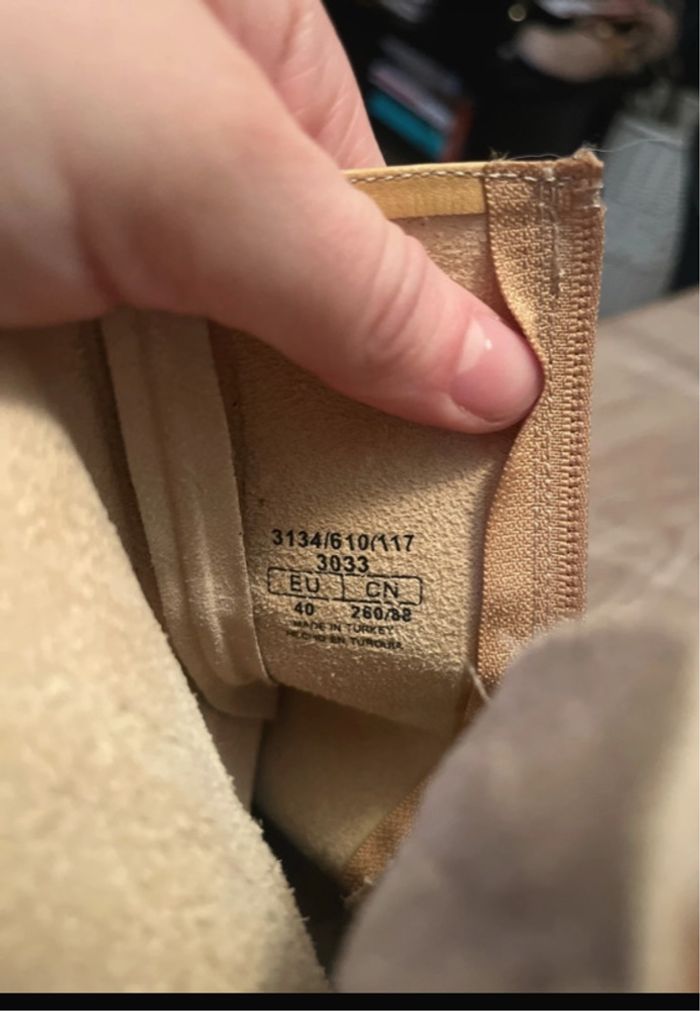 3134/610/117
3033
EU CN
40 260/88
MADE IN TURKEY
HECHO EN TURQUIA